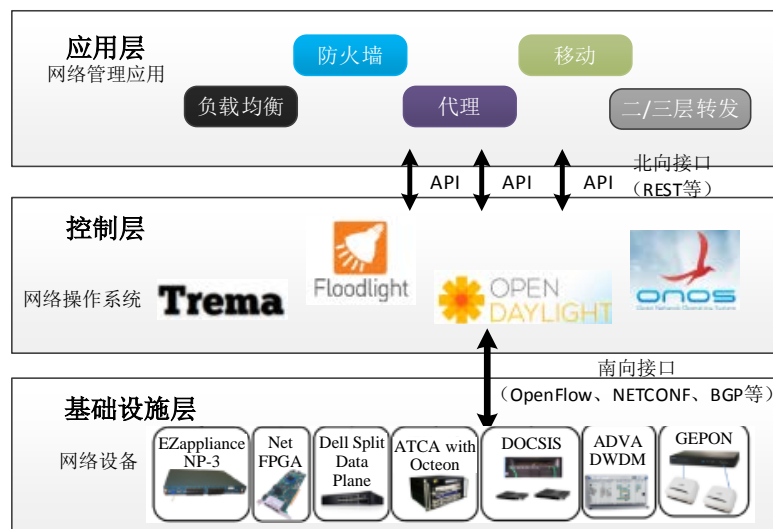 应用层
网络管理应用
防火墙
移动
负载均衡
代理
二/三层转发
API
API
API
北向接口
（REST等）
控制层
网络操作系统
Trema
Floodlight
OPEN
DAYLIGHT
onos
南向接口
（OpenFlow、NETCONF、BGP等）
基础设施层
网络设备
EZappliance
NP-3
Net
FPGA
Dell Split
Data
Plane
ATCA with
Octeon
DOCSIS
ADVA
DWDM
GEPON